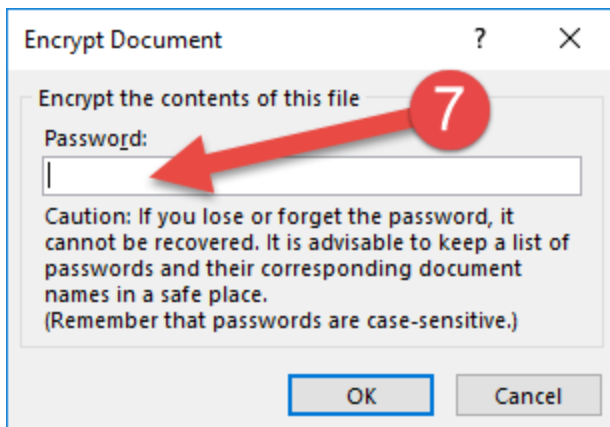 Encrypt Document ?
Encrypt the contents of this file
7
Password:
Caution: If you lose or forget the password, it
cannot be recovered. It is advisable to keep a list of
passwords and their corresponding document
names in a safe place.
(Remember that passwords are case-sensitive.)
OK Cancel